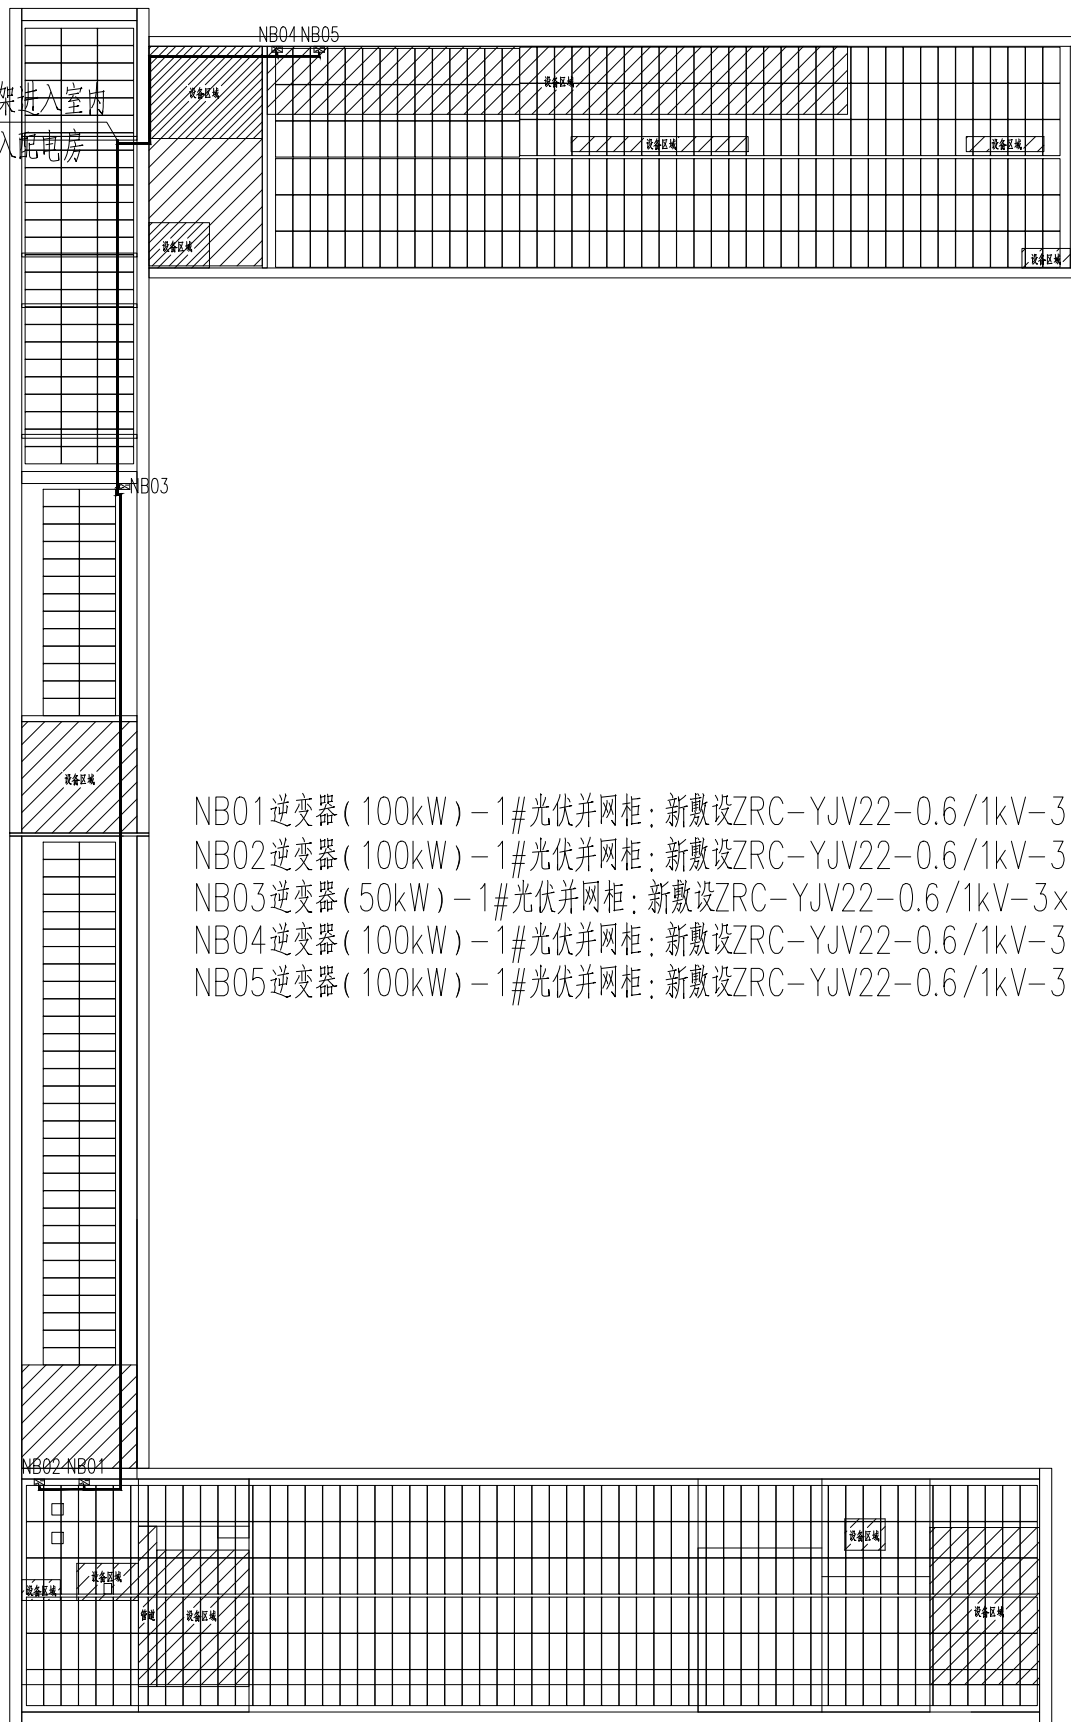 NB04 NB05
架进入室内
入配电房
设备区域
设备区域
设备区域
设备区域
设备区域
设备区域
NB03
设备区域
NB01逆变器(100kW)-1#光伏并网柜:新敷设ZRC-YJV22-0.6/1kV-3
NB02逆变器(100kW)-1#光伏并网柜:新敷设ZRC-YJV22-0.6/1kV-3
NB03逆变器(50kW)-1#光伏并网柜:新敷设ZRC-YJV22-0.6/1kV-3x
NB04逆变器(100kW)-1#光伏并网柜:新敷设ZRC-YJV22-0.6/1kV-3
NB05逆变器(100kW)-1#光伏并网柜:新敷设ZRC-YJV22-0.6/1kV-3
NB02 NB01
设备区域
设备区域
设备区域
管道
设备区域
设备区域